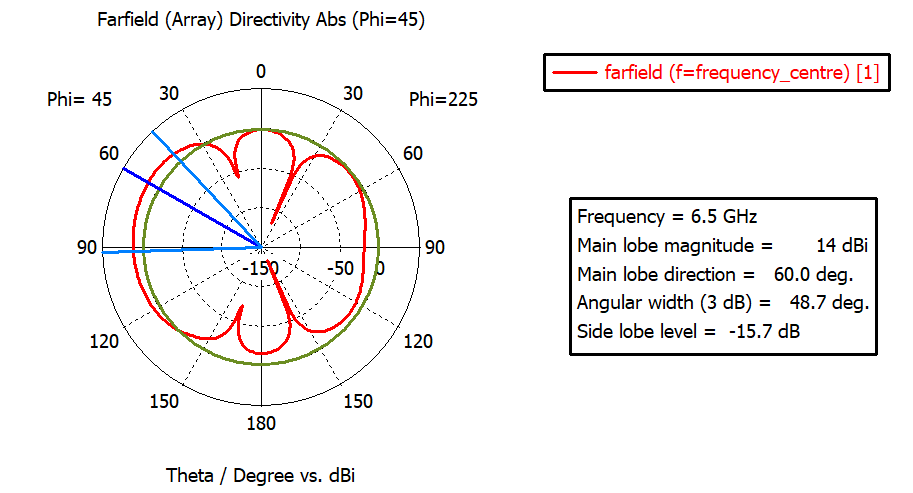 Farfield (Array) Directivity Abs (Phi=45)
farfield (f=frequency_centre) [1]
0
30
30
Phi= 45
Phi=225
60
60
90
90
-150
-50
0
120
120
150
150
180
Theta / Degree vs. dBi
Frequency = 6.5 GHz
Main lobe magnitude = 14 dBi
Main lobe direction = 60.0 deg.
Angular width (3 dB) = 48.7 deg.
Side lobe level = -15.7 dB